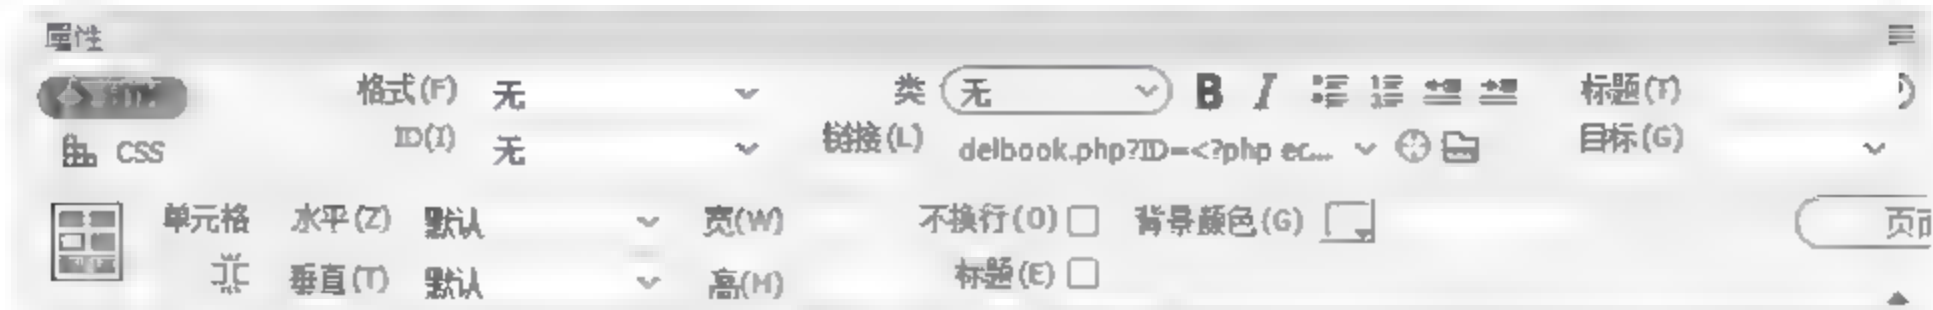 属性
格式(F) 无 类 无 B I 标题(T)
CSS ID(I) 无 链接(L) delbook.php?ID=<?php ec... 目标(G)
单元格 水平(Z) 默认 宽(W) 不换行(O) 背景颜色(G) 页面
垂直(T) 默认 高(H) 标题(E)